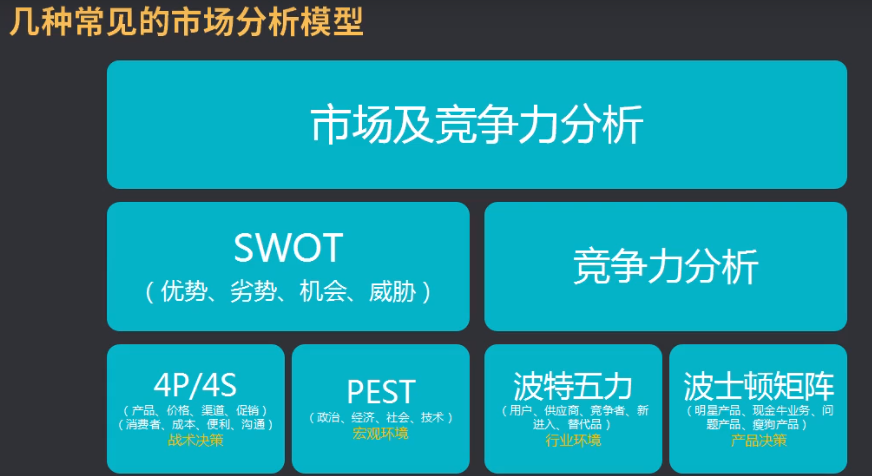 几种常见的市场分析模型
市场及竞争力分析
SWOT
（优势、劣势、机会、威胁）
竞争力分析
4P/4S
（产品、价格、渠道、促销）
（消费者、成本、便利、沟通）
战术决策
PEST
（政治、经济、社会、技术）
宏观环境
波特五力
（用户、供应商、竞争者、新
进入、替代品）
行业环境
波士顿矩阵
（明星产品、现金牛业务、问
题产品、瘦狗产品）
产品决策